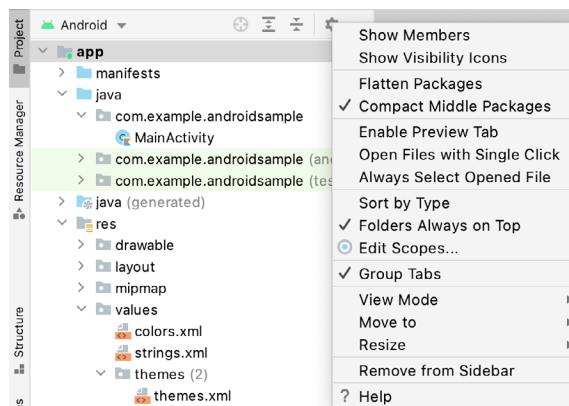 Project
Resource Manager
Structure
Android
app
manifests
java
com.example.androidsample
MainActivity
com.example.androidsample (an
com.example.androidsample (tes
java (generated)
res
drawable
layout
mipmap
values
colors.xml
strings.xml
themes (2)
themes.xml
Show Members
Show Visibility Icons
Flatten Packages
Compact Middle Packages
Enable Preview Tab
Open Files with Single Click
Always Select Opened File
Sort by Type
Folders Always on Top
Edit Scopes...
Group Tabs
View Mode
Move to
Resize
Remove from Sidebar
? Help